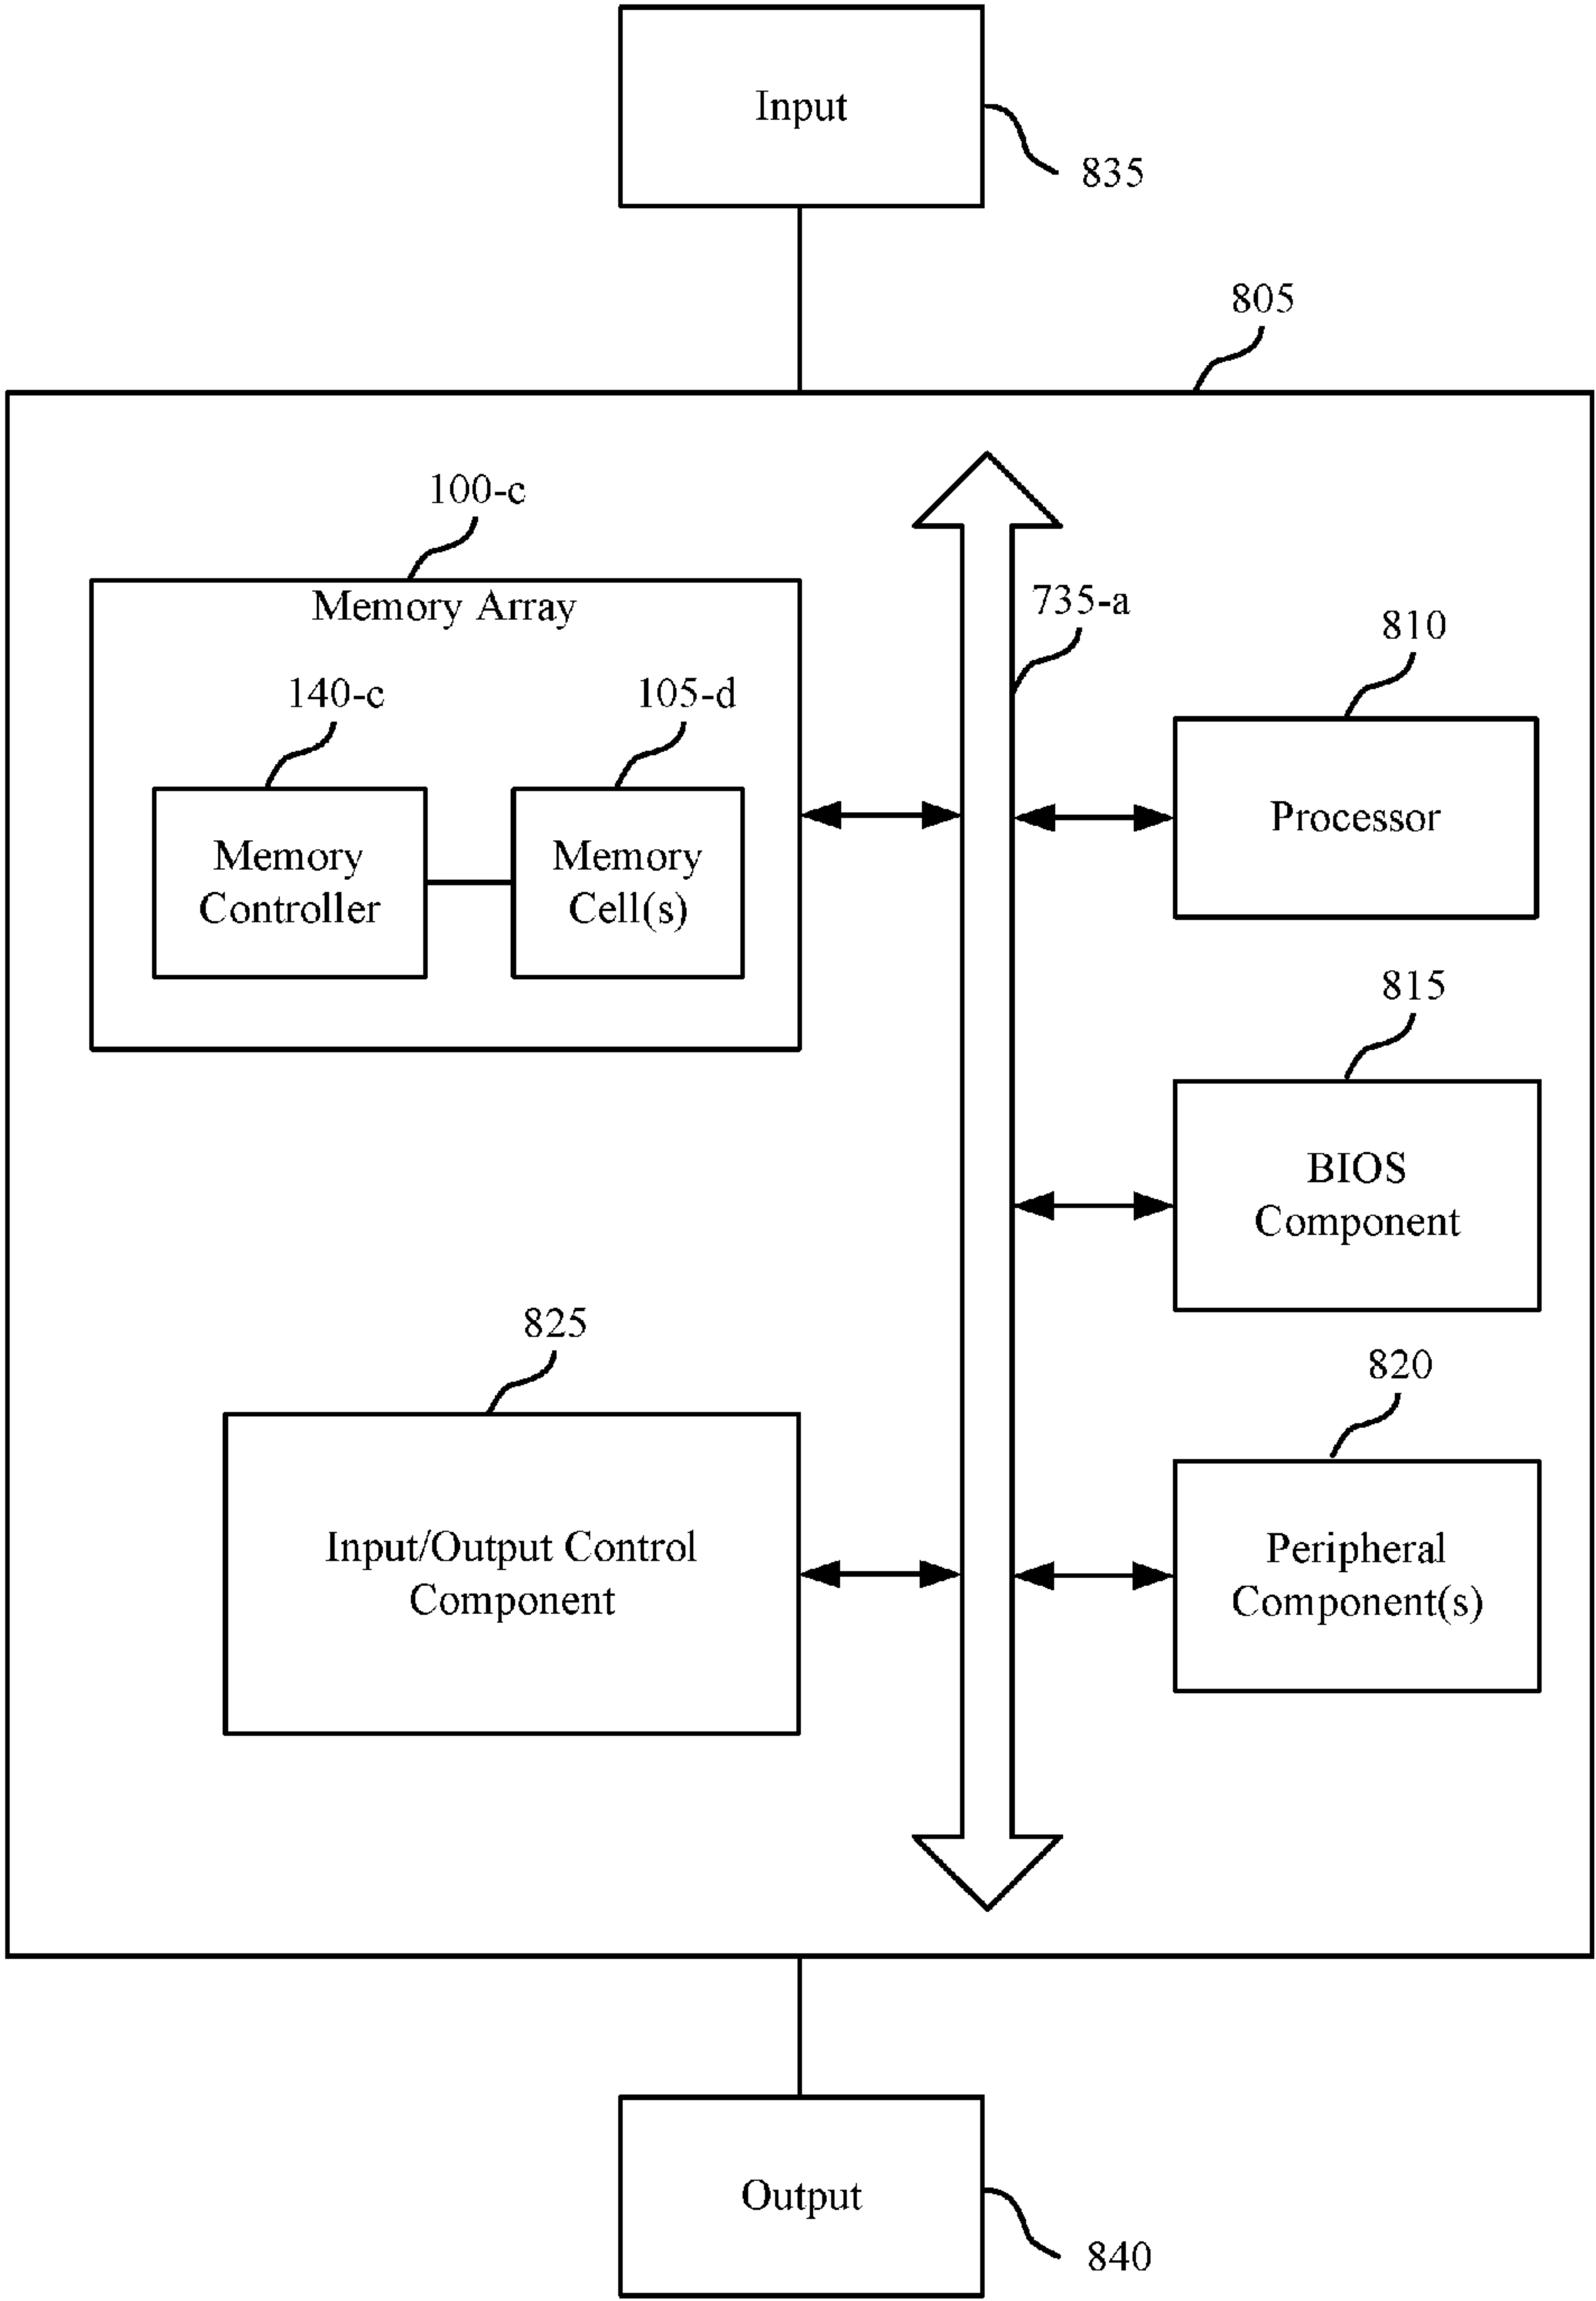 Input
835
805
100-c
Memory Array
735-a
810
140-c
105-d
Memory
Controller
Memory
Cell(s)
Processor
815
BIOS
Component
825
820
Input/Output Control
Component
Peripheral
Component(s)
Output
840